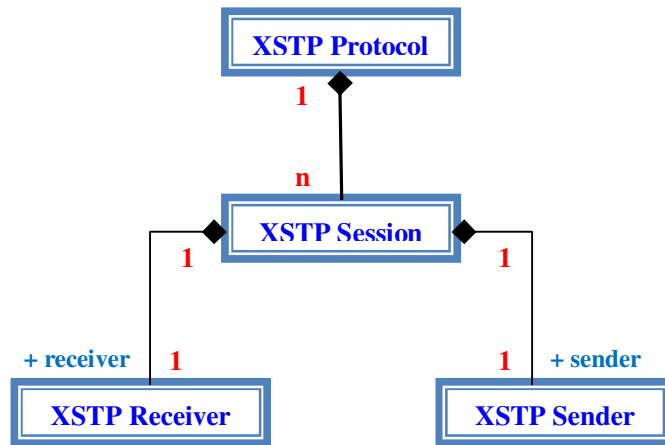 XSTP Protocol
1
n
XSTP Session
1 1
+ receiver 1 1 + sender
XSTP Receiver XSTP Sender